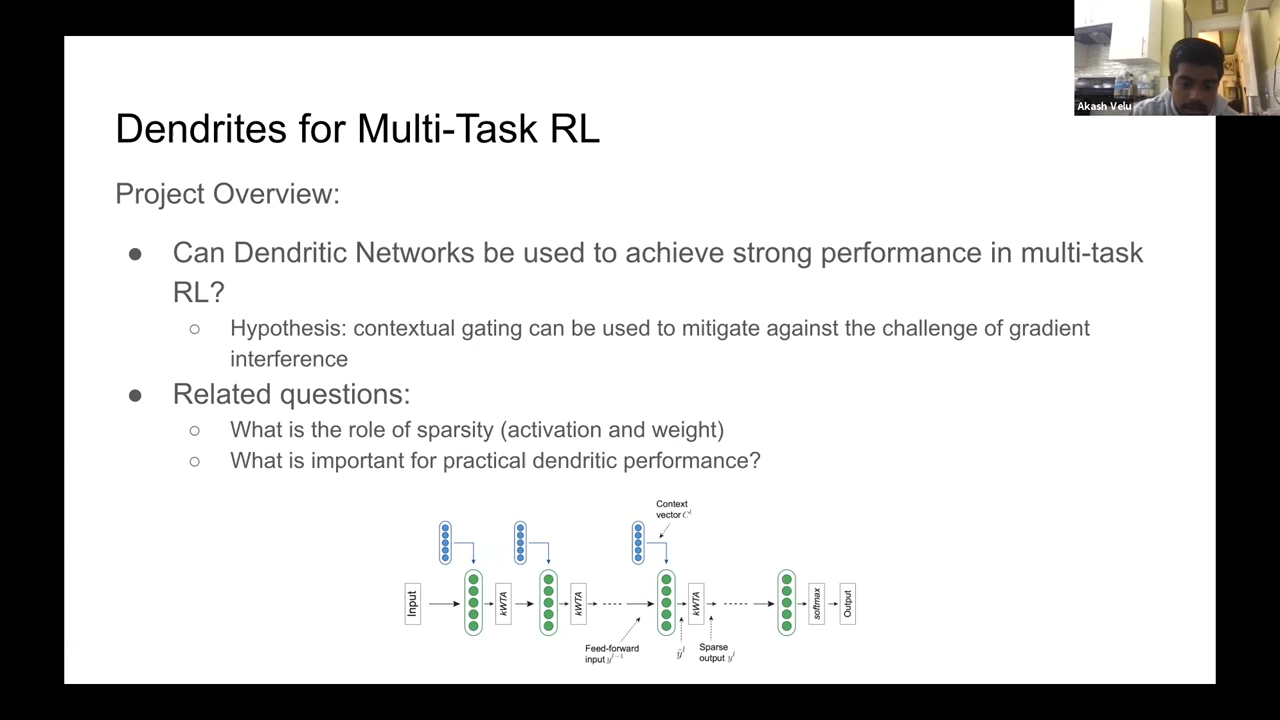 Akash Velu
Dendrites for Multi-Task RL
Project Overview:
● Can Dendritic Networks be used to achieve strong performance in multi-task
RL?
○ Hypothesis: contextual gating can be used to mitigate against the challenge of gradient
interference
● Related questions:
○ What is the role of sparsity (activation and weight)
○ What is important for practical dendritic performance?
Context
vector C^l
Input
kWTA
kWTA
kWTA
softmax
Output
Feed-forward
input y^{l-1}
ŷ^l
Sparse
output y^l